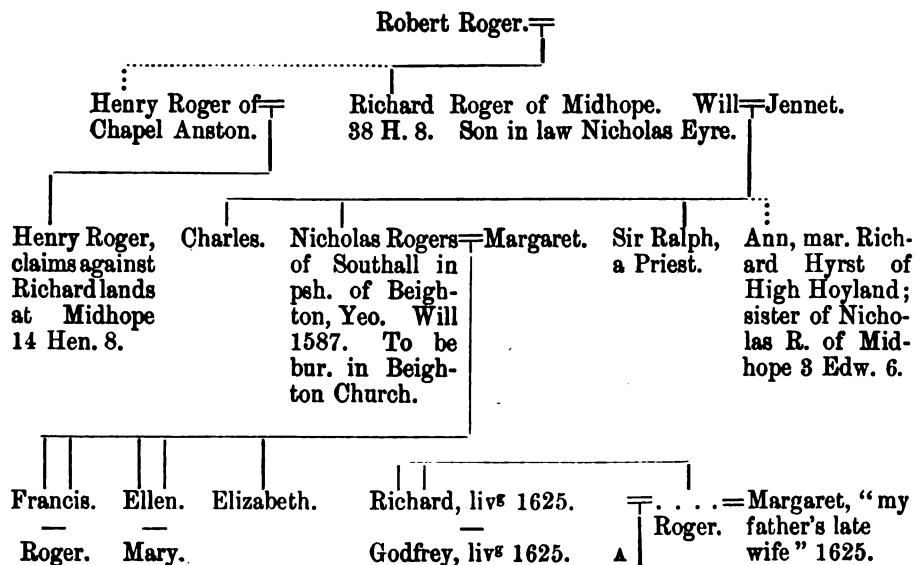 Robert Roger.
Henry Roger of
Chapel Anston.
Richard Roger of Midhope. Will
38 H. 8. Son in law Nicholas Eyre.
Jennet.
Henry Roger,
claims against
Richard lands
at Midhope
14 Hen. 8.
Charles.
Nicholas Rogers
of Southall in
psh. of Beigh-
ton, Yeo. Will
1587. To be
bur. in Beigh-
ton Church.
Margaret.
Sir Ralph,
a Priest.
Ann, mar. Rich-
ard Hyrst of
High Hoyland;
sister of Nicho-
las R. of Mid-
hope 3 Edw. 6.
Francis.
Roger.
Ellen.
Mary.
Elizabeth.
Richard, livg 1625.
Godfrey, livg 1625.
. . . .
Roger.
A
Margaret, “my
father's late
wife” 1625.